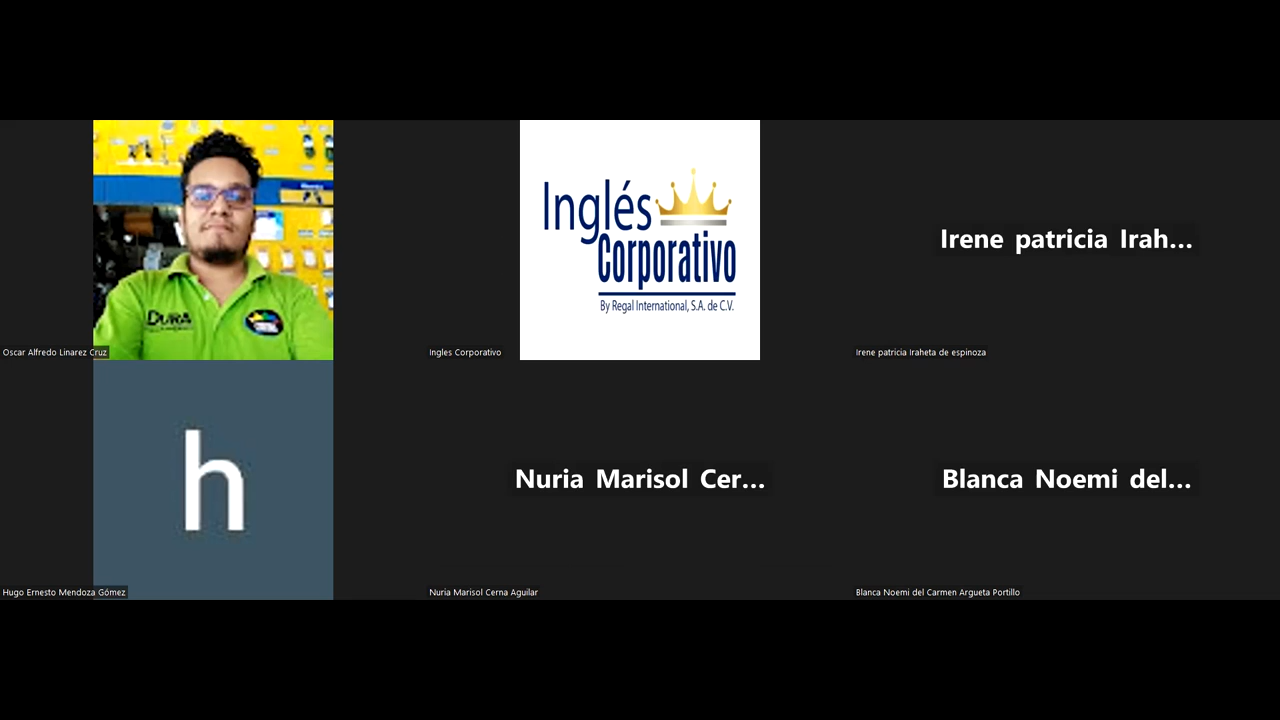 DURA
Oscar Alfredo Linarez Cruz
Inglés
Corporativo
By Regal International, S.A. de C.V.
Ingles Corporativo
Irene patricia Irah...
Irene patricia Iraheta de espinoza
h
Hugo Ernesto Mendoza Gómez
Nuria Marisol Cer...
Nuria Marisol Cerna Aguilar
Blanca Noemi del...
Blanca Noemi del Carmen Argueta Portillo